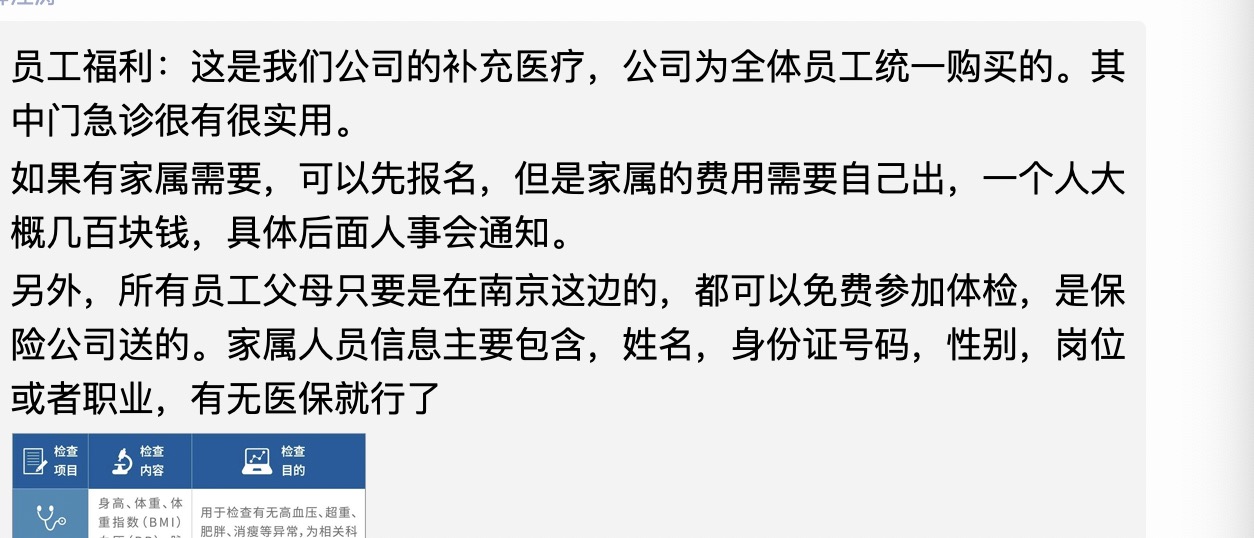 员工福利：这是我们公司的补充医疗，公司为全体员工统一购买的。其
中门急诊很有很实用。
如果有家属需要，可以先报名，但是家属的费用需要自己出，一个人大
概几百块钱，具体后面人事会通知。
另外，所有员工父母只要是在南京这边的，都可以免费参加体检，是保
险公司送的。家属人员信息主要包含，姓名，身份证号码，性别，岗位
或者职业，有无医保就行了
检查 检查 检查
项目 内容 目的
身高、体重、体
用于检查有无高血压、超重、
重指数（BMI）
肥胖、消瘦等异常，为相关科